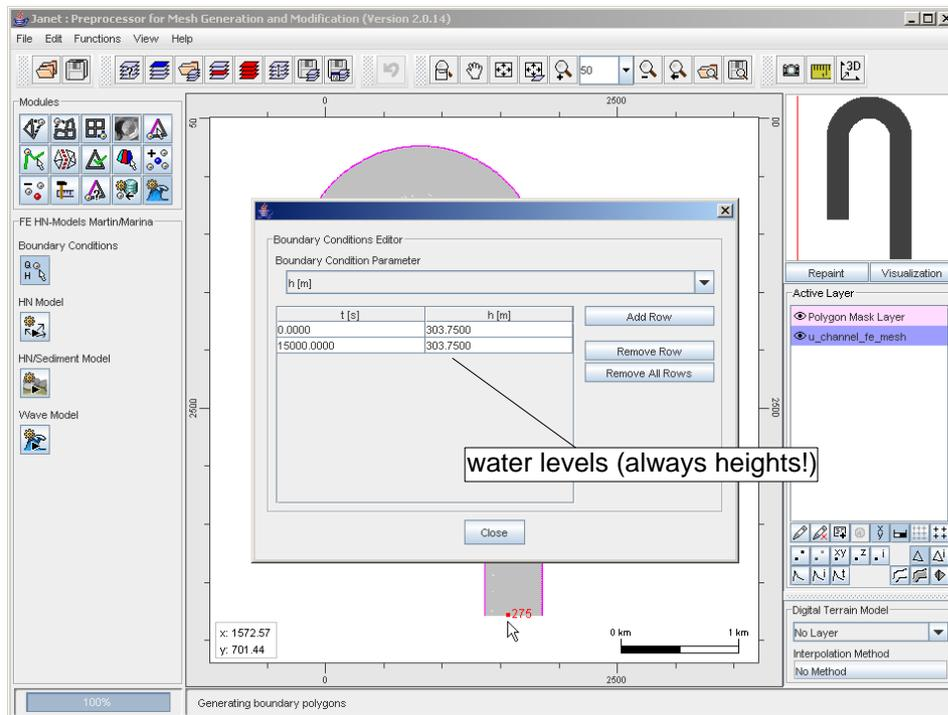 Janet : Preprocessor for Mesh Generation and Modification (Version 2.0.14)
File Edit Functions View Help
50
3D
Modules
FE HN-Models Martin/Marina
Boundary Conditions
HN Model
HN/Sediment Model
Wave Model
0 2500
Boundary Conditions Editor
Boundary Condition Parameter
h [m]
t [s] h [m]
0.0000 303.7500
15000.0000 303.7500
Add Row
Remove Row
Remove All Rows
water levels (always heights!)
Close
2500
2500
275
x: 1572.57
y: 701.44
0 km 1 km
0 2500
Repaint Visualization
Active Layer
Polygon Mask Layer
u_channel_fe_mesh
Digital Terrain Model
No Layer
Interpolation Method
No Method
100%
Generating boundary polygons